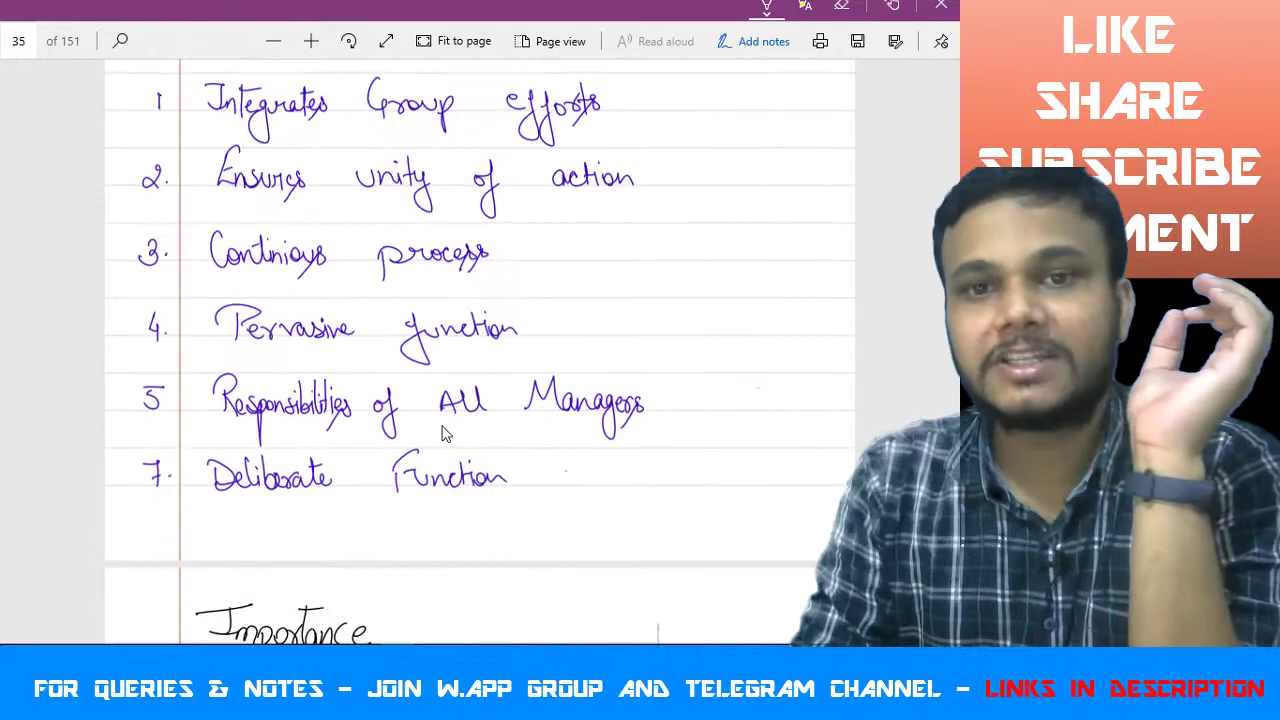 35 of 151
Fit to page
Page view
Read aloud
Add notes
LIKE
SHARE
SUBSCRIBE
MENT
1 Integrates Group efforts
2. Ensures unity of action
3. Continioys process
4. Pervasive function
5 Responsibilities of All Managers
7. Deliberate Function
Importance
FOR QUERIES & NOTES - JOIN W.APP GROUP AND TELEGRAM CHANNEL - LINKS IN DESCRIPTION